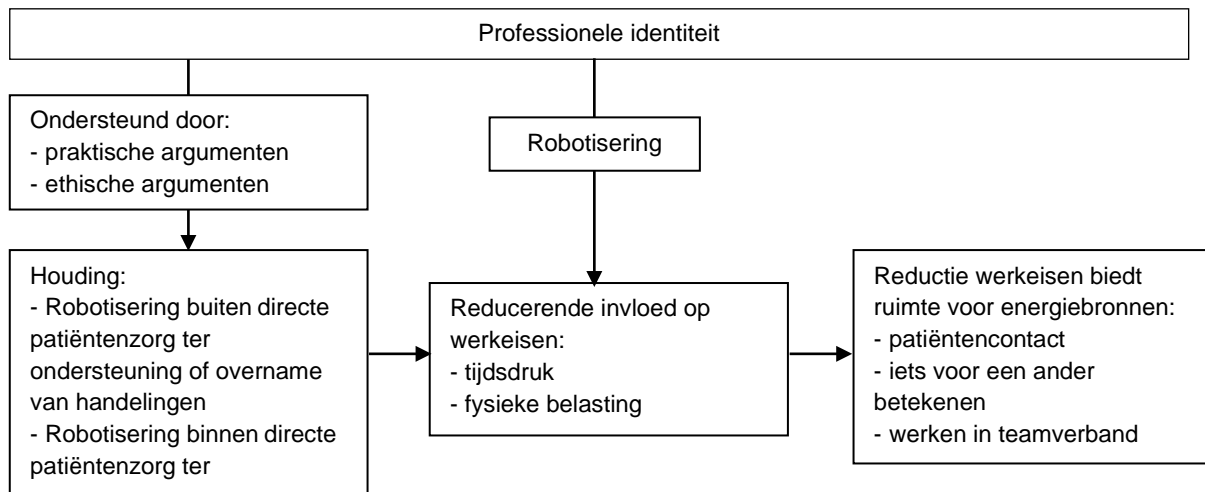 Professionele identiteit
Ondersteund door:
- praktische argumenten
- ethische argumenten
Robotisering
Houding:
- Robotisering buiten directe
patiëntenzorg ter
ondersteuning of overname
van handelingen
- Robotisering binnen directe
patiëntenzorg ter
Reducerende invloed op
werkeisen:
- tijdsdruk
- fysieke belasting
Reductie werkeisen biedt
ruimte voor energiebronnen:
- patiëntencontact
- iets voor een ander
betekenen
- werken in teamverband